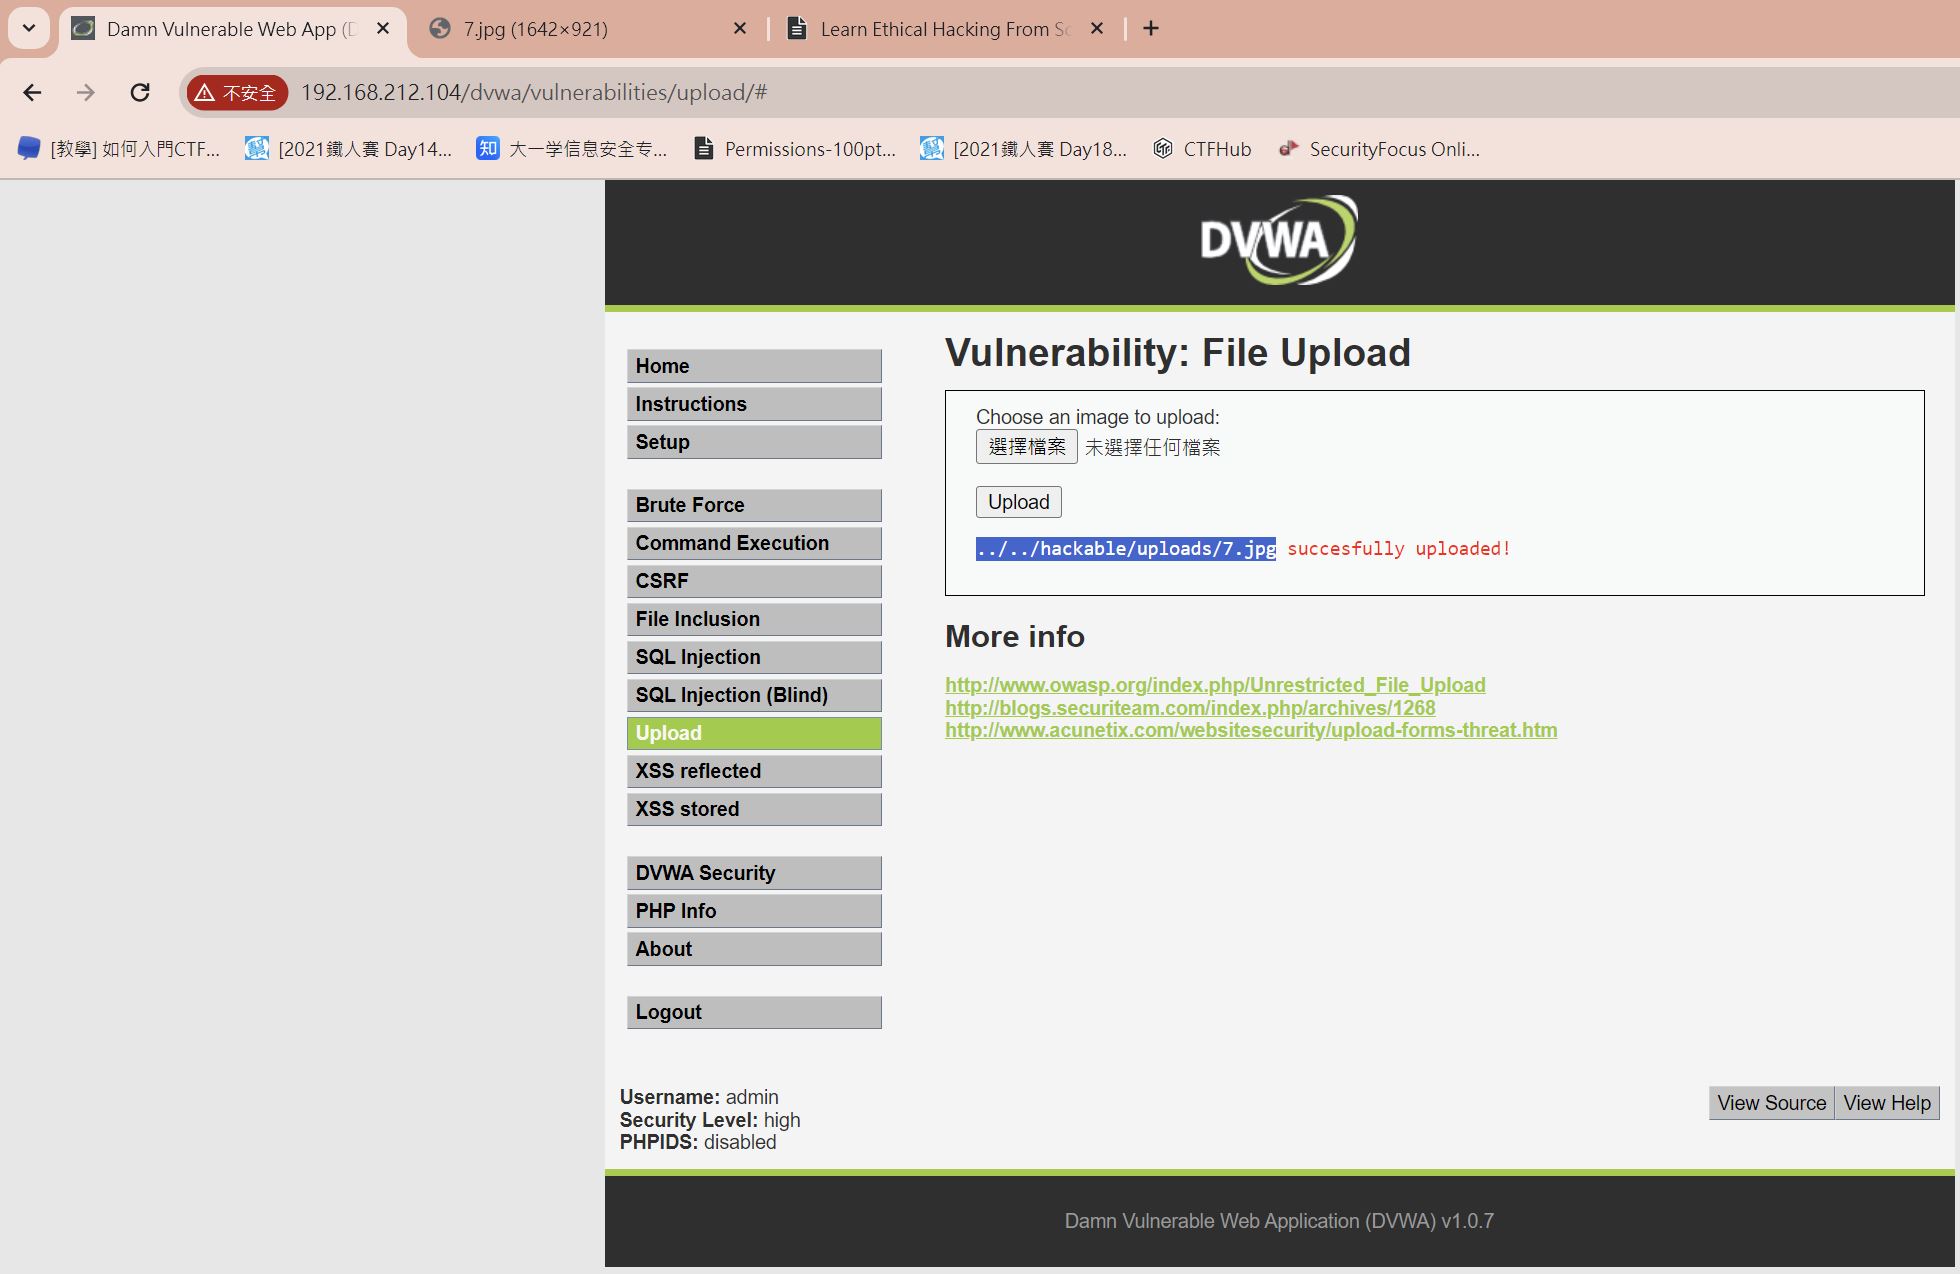 Damn Vulnerable Web App (D
7.jpg (1642×921)
Learn Ethical Hacking From Sc
不安全
192.168.212.104/dvwa/vulnerabilities/upload/#
[教學] 如何入門CTF...
[2021鐵人賽 Day14...
知
大一学信息安全专...
Permissions-100pt...
[2021鐵人賽 Day18...
CTFHub
SecurityFocus Onli...
DVWA
Home
Instructions
Setup
Brute Force
Command Execution
CSRF
File Inclusion
SQL Injection
SQL Injection (Blind)
Upload
XSS reflected
XSS stored
DVWA Security
PHP Info
About
Logout
Vulnerability: File Upload
Choose an image to upload:
選擇檔案 未選擇任何檔案
Upload
../../hackable/uploads/7.jpg succesfully uploaded!
More info
http://www.owasp.org/index.php/Unrestricted_File_Upload
http://blogs.securiteam.com/index.php/archives/1268
http://www.acunetix.com/websitesecurity/upload-forms-threat.htm
Username: admin
Security Level: high
PHPIDS: disabled
View Source
View Help
Damn Vulnerable Web Application (DVWA) v1.0.7